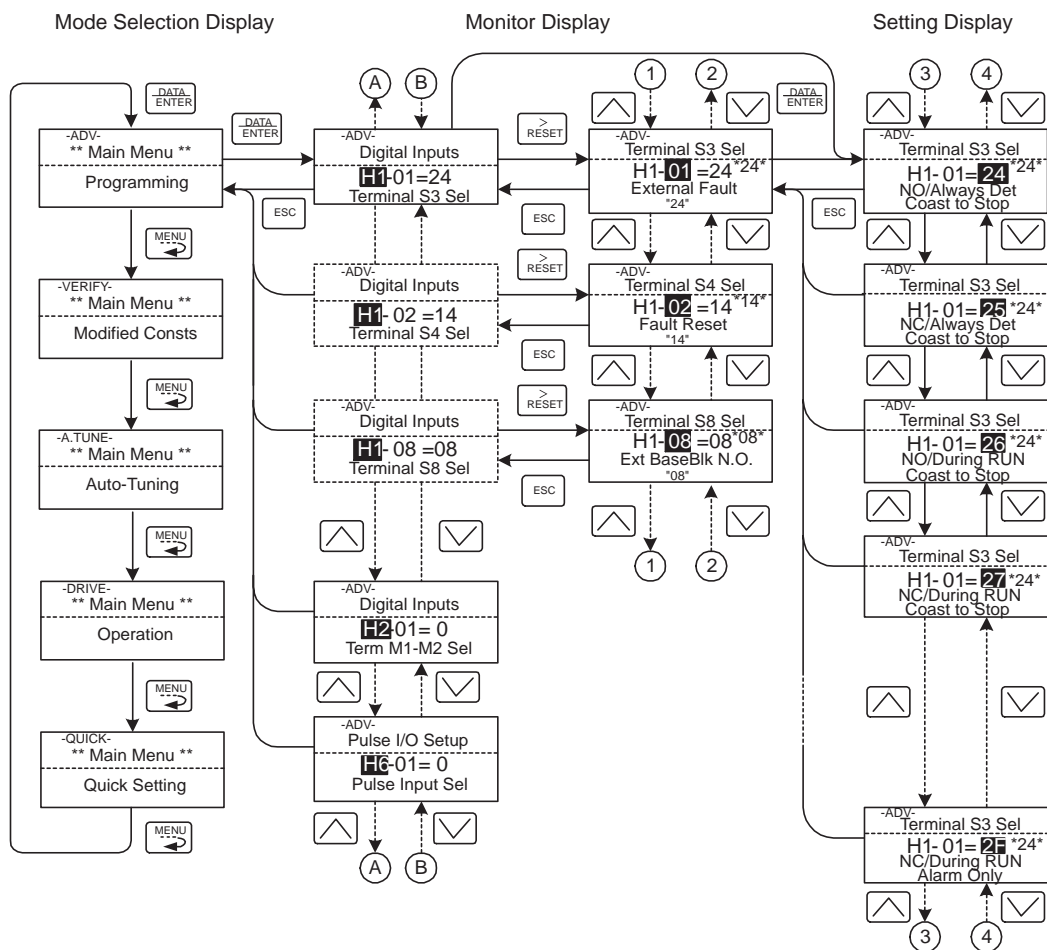 Mode Selection Display
Monitor Display
Setting Display
DATA
ENTER
-ADV-
** Main Menu **
Programming
MENU
-VERIFY-
** Main Menu **
Modified Consts
MENU
-A.TUNE-
** Main Menu **
Auto-Tuning
MENU
-DRIVE-
** Main Menu **
Operation
MENU
-QUICK-
** Main Menu **
Quick Setting
MENU
DATA
ENTER
ESC
A
B
-ADV-
Digital Inputs
H1-01=24
Terminal S3 Sel
-ADV-
Digital Inputs
H1- 02 =14
Terminal S4 Sel
-ADV-
Digital Inputs
H1- 08 =08
Terminal S8 Sel
-ADV-
Digital Inputs
H2-01= 0
Term M1-M2 Sel
-ADV-
Pulse I/O Setup
H6-01= 0
Pulse Input Sel
A
B
>
RESET
ESC
>
RESET
ESC
>
RESET
ESC
1
2
-ADV-
Terminal S3 Sel
H1-01 =24 *24*
External Fault
"24"
-ADV-
Terminal S4 Sel
H1-02 =14 *14*
Fault Reset
"14"
-ADV-
Terminal S8 Sel
H1-08 =08 *08*
Ext BaseBlk N.O.
"08"
1
2
DATA
ENTER
ESC
3
4
-ADV-
Terminal S3 Sel
H1- 01= 24 *24*
NO/Always Det
Coast to Stop
-ADV-
Terminal S3 Sel
H1- 01= 25 *24*
NC/Always Det
Coast to Stop
-ADV-
Terminal S3 Sel
H1- 01= 26 *24*
NO/During RUN
Coast to Stop
-ADV-
Terminal S3 Sel
H1- 01= 27 *24*
NC/During RUN
Coast to Stop
-ADV-
Terminal S3 Sel
H1- 01= 2F *24*
NC/During RUN
Alarm Only
3
4